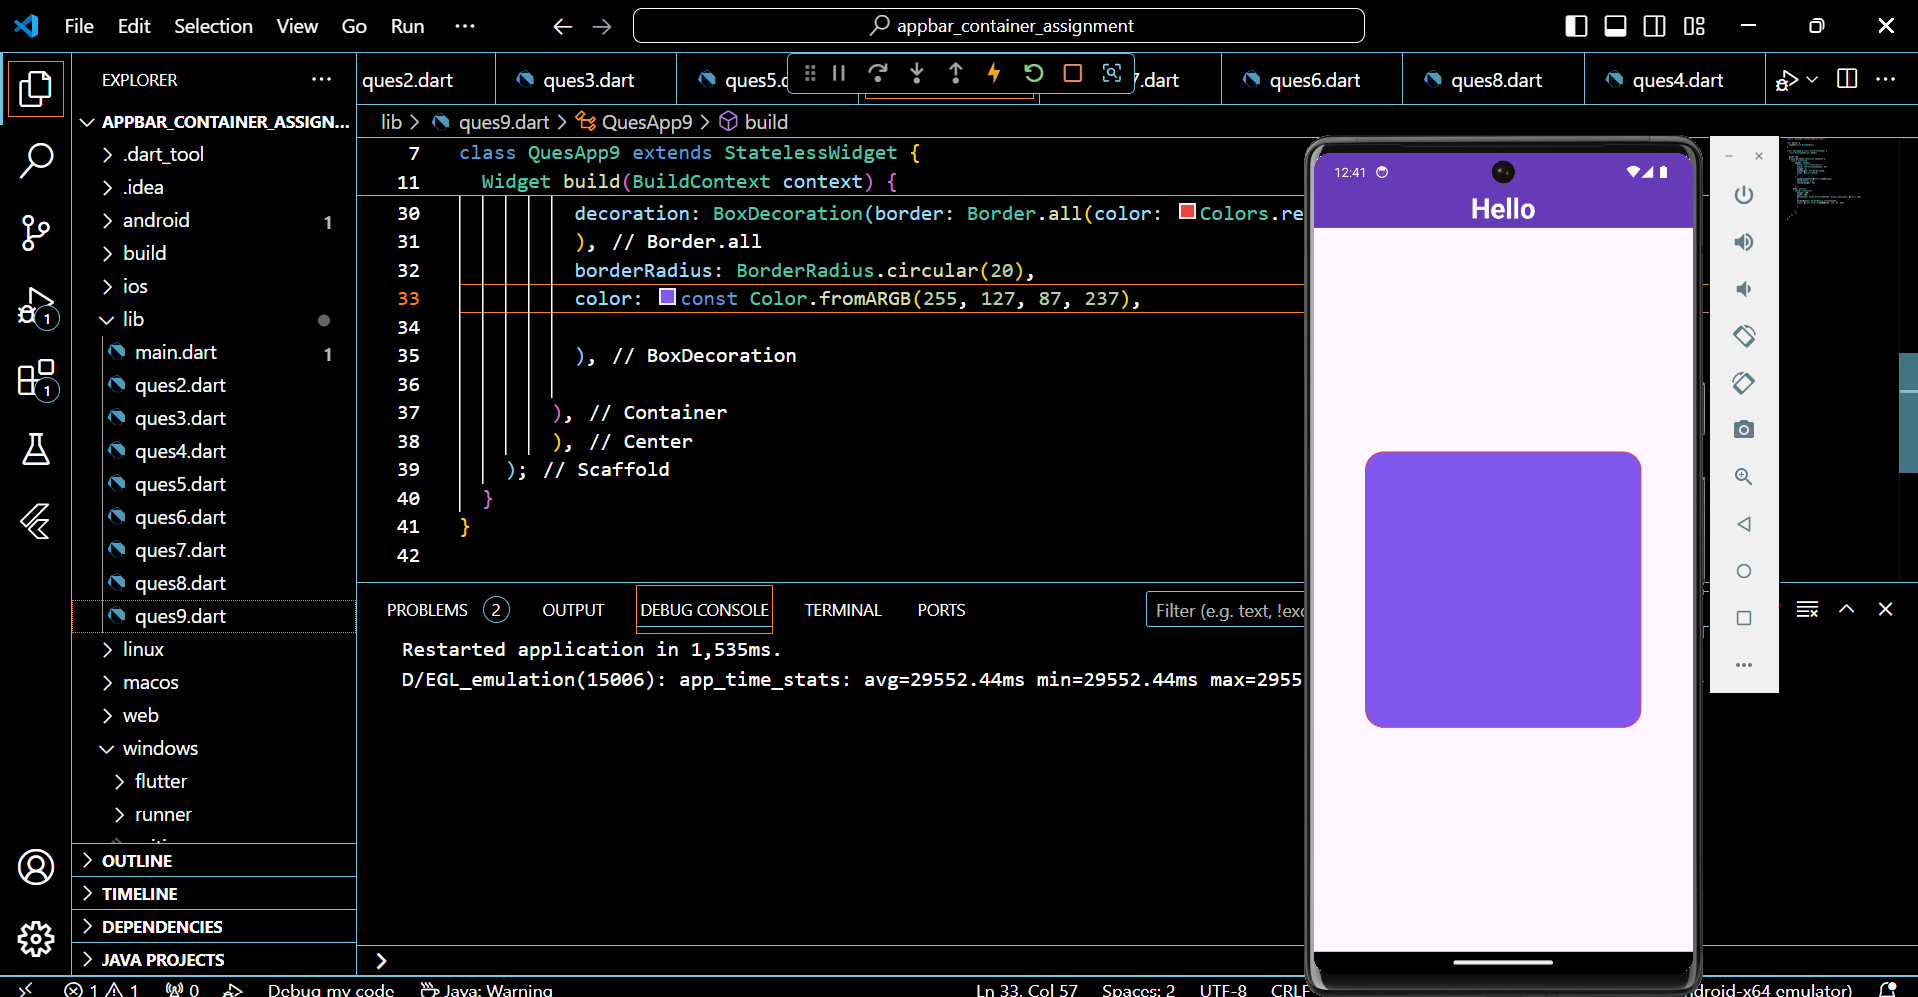 File Edit Selection View Go Run ··· appbar_container_assignment
EXPLORER ···
ques2.dart ques3.dart ques5.d 7.dart ques6.dart ques8.dart ques4.dart ···
APPBAR_CONTAINER_ASSIGN...
lib > ques9.dart > QuesApp9 > build
.dart_tool
.idea
android 1
build
ios
lib
main.dart 1
ques2.dart
ques3.dart
ques4.dart
ques5.dart
ques6.dart
ques7.dart
ques8.dart
ques9.dart
linux
macos
web
windows
flutter
runner
OUTLINE
TIMELINE
DEPENDENCIES
JAVA PROJECTS
1
1
7 class QuesApp9 extends StatelessWidget {
11 Widget build(BuildContext context) {
30 decoration: BoxDecoration(border: Border.all(color: Colors.re
31 ), // Border.all
32 borderRadius: BorderRadius.circular(20),
33 color: const Color.fromARGB(255, 127, 87, 237),
34
35 ), // BoxDecoration
36
37 ), // Container
38 ), // Center
39 ); // Scaffold
40 }
41 }
42
PROBLEMS 2 OUTPUT DEBUG CONSOLE TERMINAL PORTS Filter (e.g. text, !exc
Restarted application in 1,535ms.
D/EGL_emulation(15006): app_time_stats: avg=29552.44ms min=29552.44ms max=2955
>
12:41
Hello
1 1 0 Debug my code Java: Warning Ln 33, Col 57 Spaces: 2 UTF-8 CRLF droid-x64 emulator)